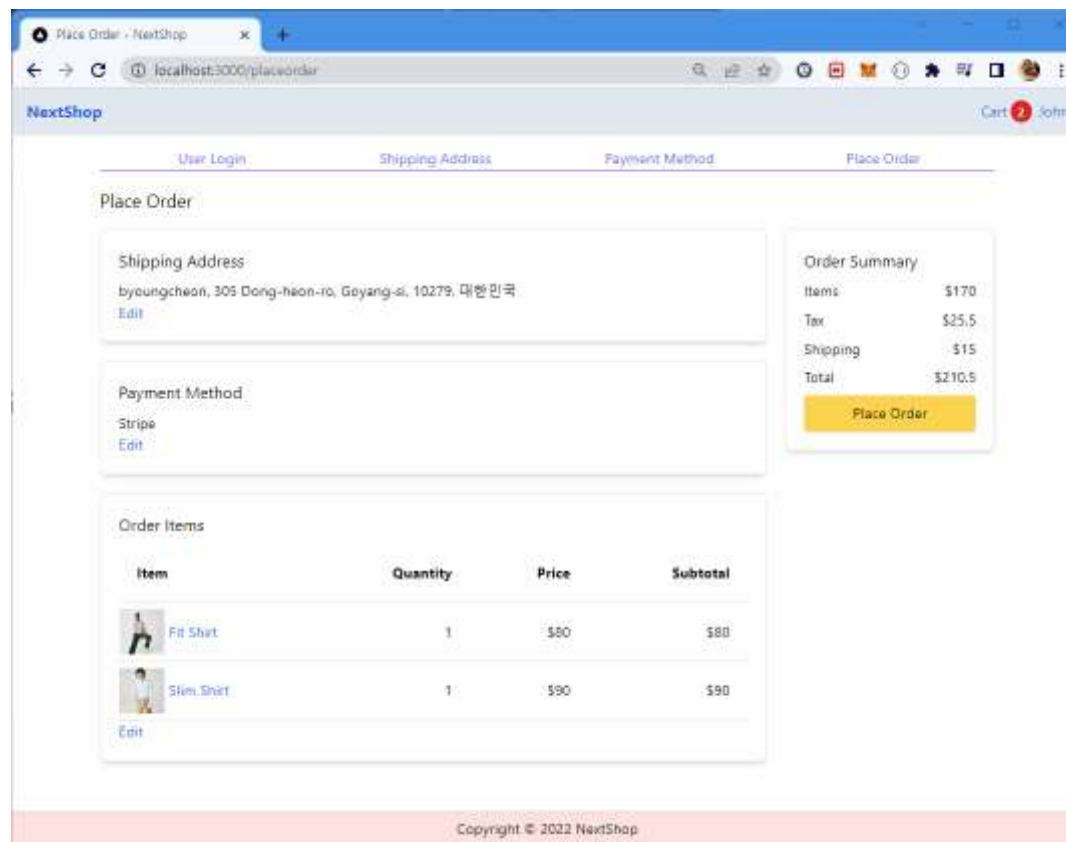 Place Order - NextShop
localhost:3000/placeorder
NextShop
Cart 2 John
User Login Shipping Address Payment Method Place Order
Place Order
Shipping Address
byoungcheon, 305 Dong-heon-ro, Goyang-si, 10279, 대한민국
Edit
Payment Method
Stripe
Edit
Order Items
Item Quantity Price Subtotal
Fit Shirt 1 $80 $80
Slim Shirt 1 $90 $90
Edit
Order Summary
Items $170
Tax $25.5
Shipping $15
Total $210.5
Place Order
Copyright © 2022 NextShop